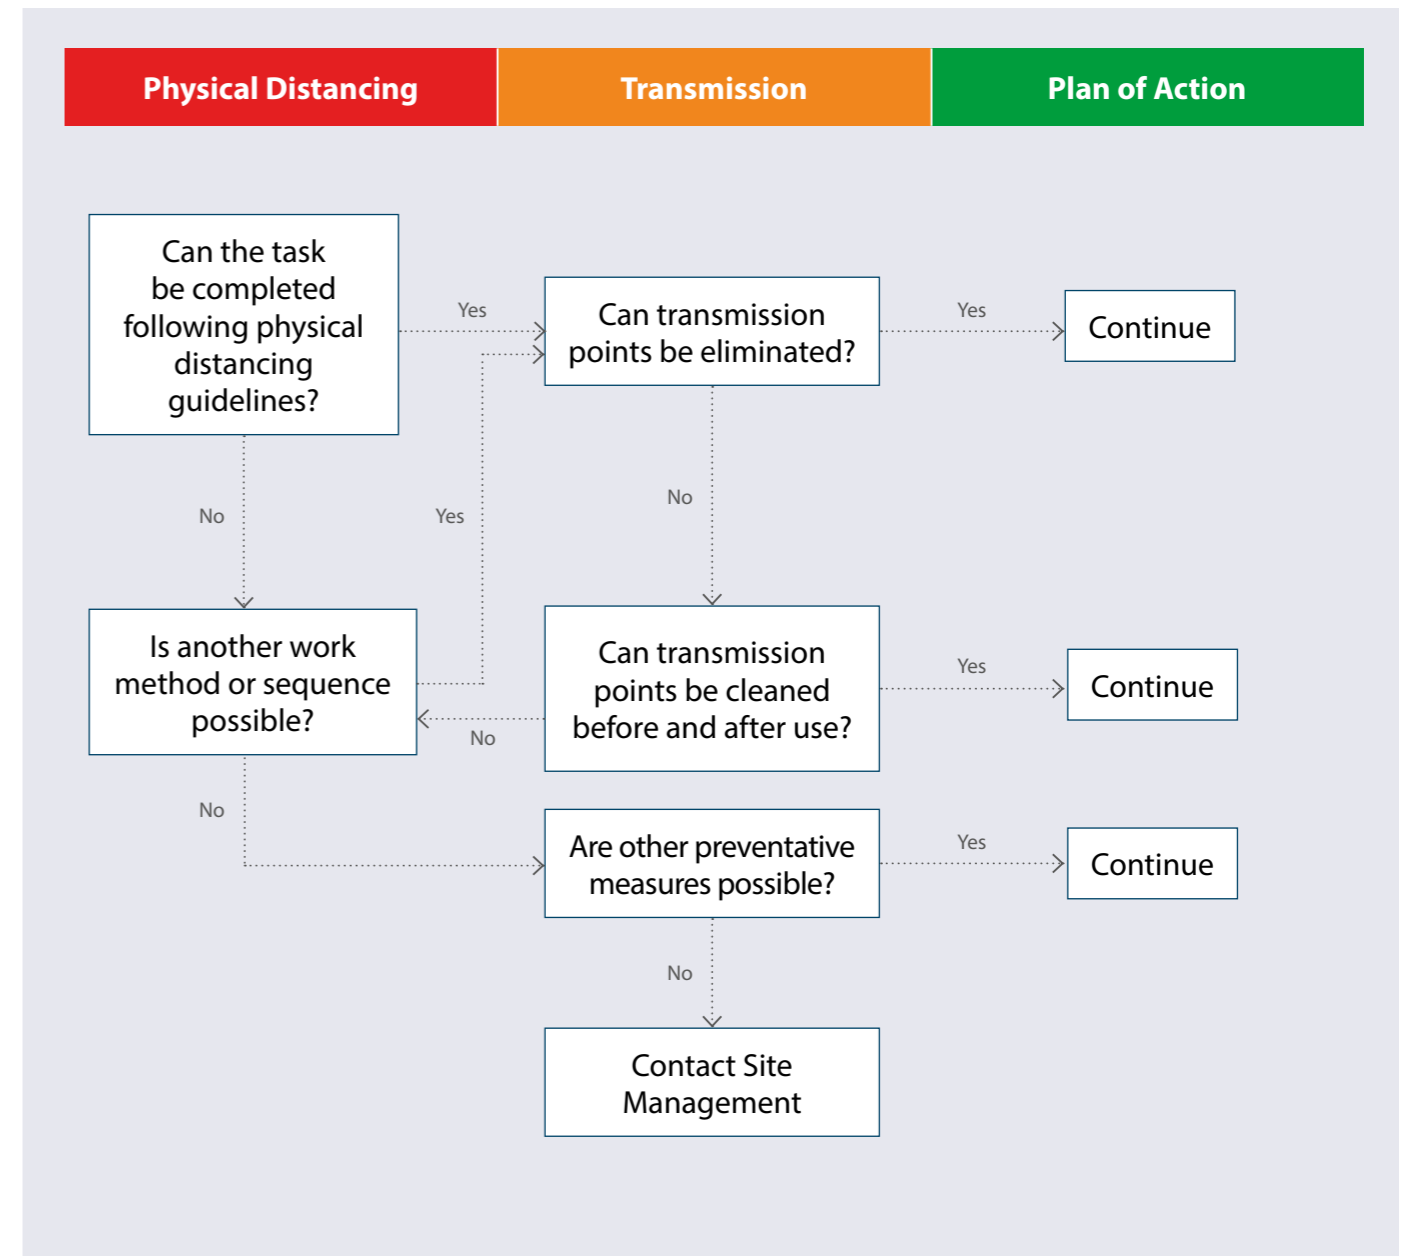 Physical Distancing
Transmission
Plan of Action
Can the task
be completed
following physical
distancing
guidelines?
Yes
Can transmission
points be eliminated?
Yes
Continue
No
Yes
No
Is another work
method or sequence
possible?
No
Can transmission
points be cleaned
before and after use?
Yes
Continue
No
Are other preventative
measures possible?
Yes
Continue
No
Contact Site
Management